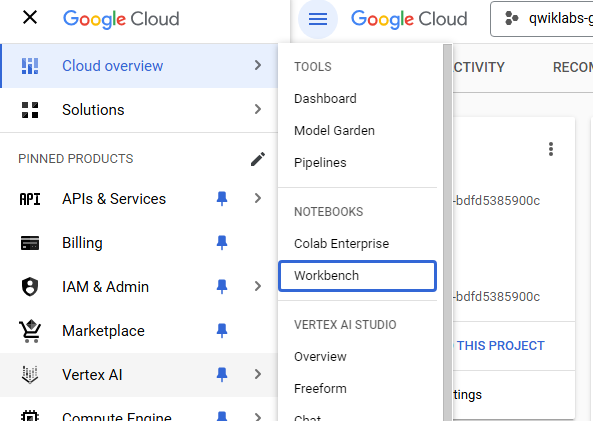 Google Cloud
Cloud overview
Solutions
PINNED PRODUCTS
API APIs & Services
Billing
IAM & Admin
Marketplace
Vertex AI
Compute Engine
TOOLS
Dashboard
Model Garden
Pipelines
NOTEBOOKS
Colab Enterprise
Workbench
VERTEX AI STUDIO
Overview
Freeform
Chat
Google Cloud
qwiklabs-g
CTIVITY
RECOM
-bdfd5385900c
-bdfd5385900c
THIS PROJECT
tings